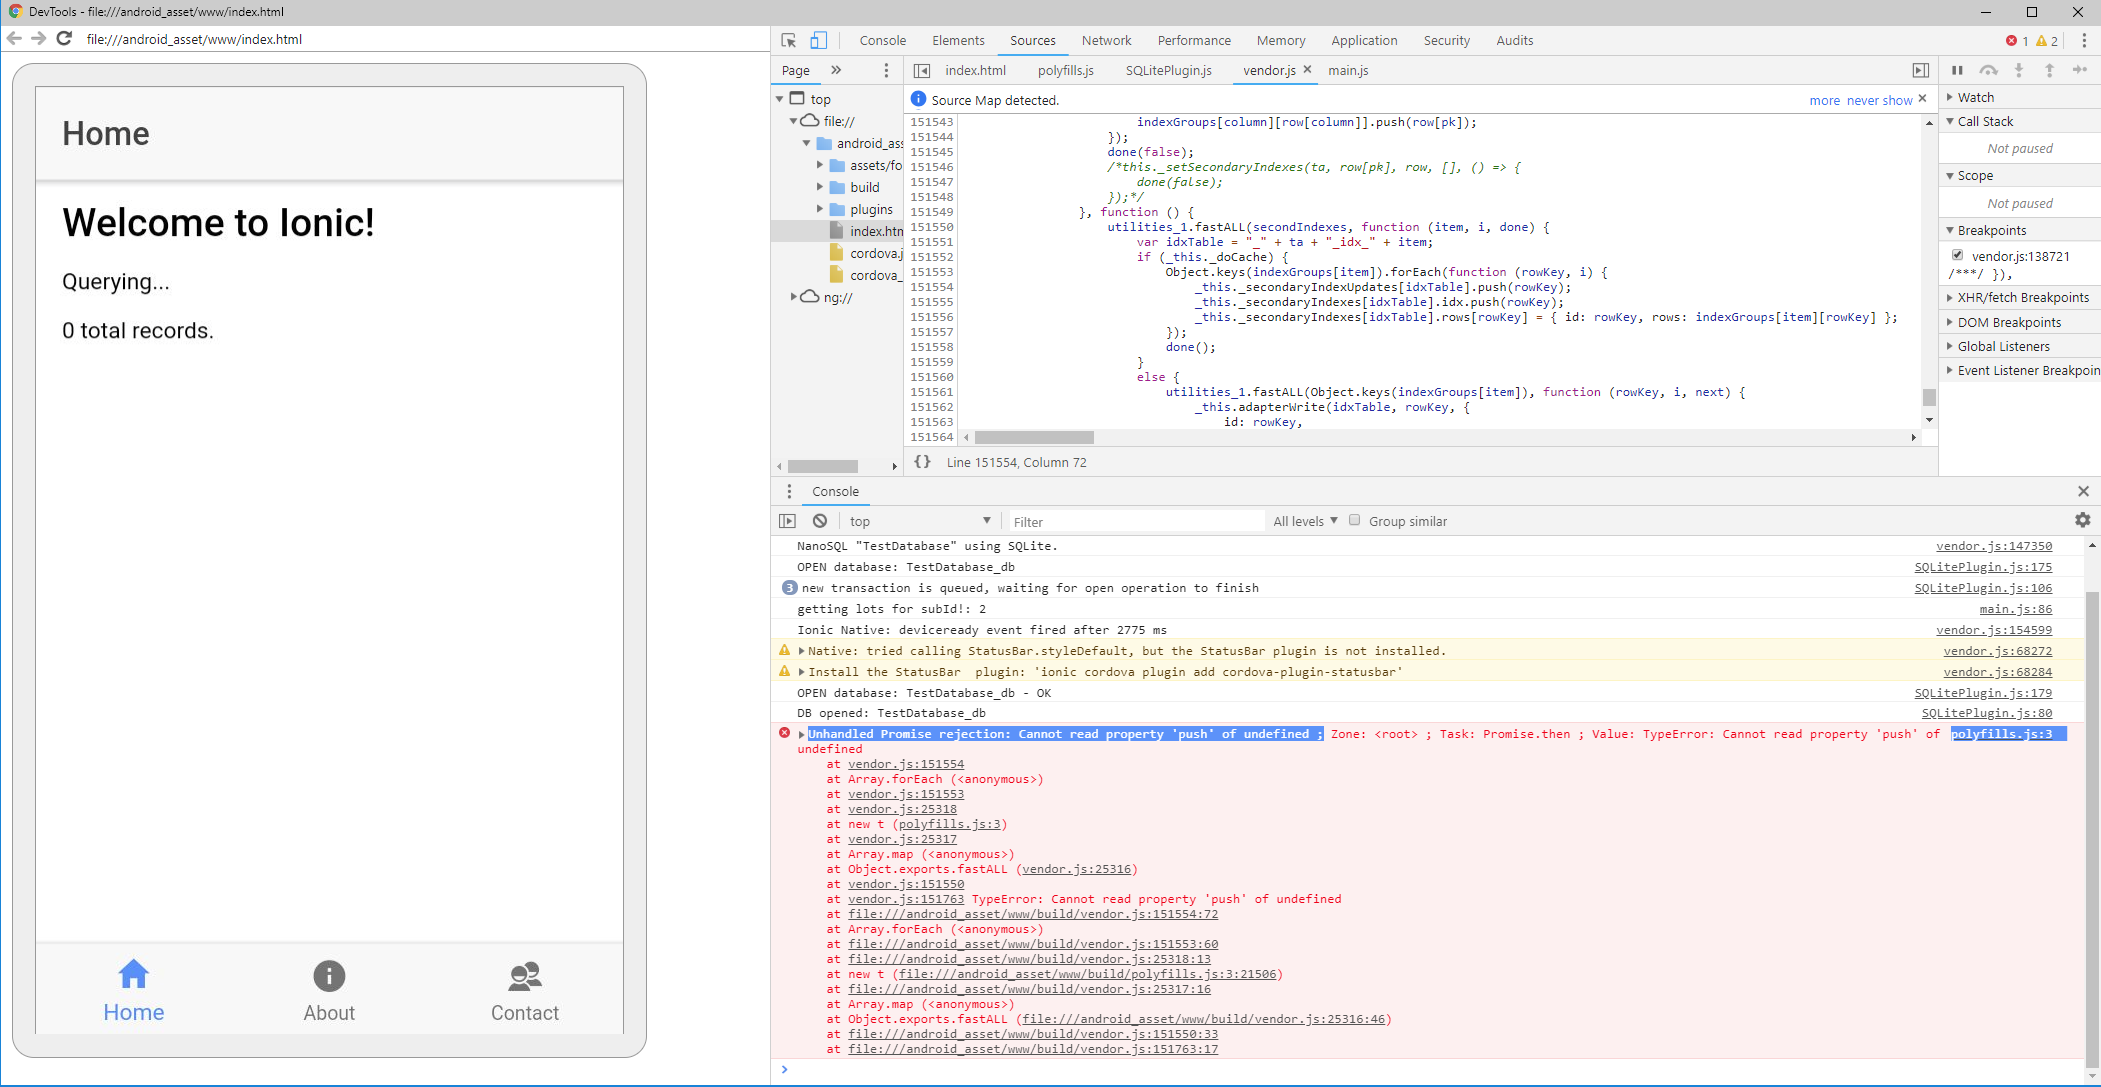 DevTools - file:///android_asset/www/index.html
file:///android_asset/www/index.html
Home
Welcome to Ionic!
Querying...
0 total records.
Home
About
Contact
Console
Elements
Sources
Network
Performance
Memory
Application
Security
Audits
1
2
Page
index.html
polyfills.js
SQLitePlugin.js
vendor.js
main.js
top
file://
android_ass
assets/fo
build
plugins
index.htm
cordova.j
cordova_
ng://
Source Map detected.
more never show
151543 indexGroups[column][row[column]].push(row[pk]);
151544 });
151545 done(false);
151546 /*this._setSecondaryIndexes(ta, row[pk], row, [], () => {
151547 done(false);
151548 });*/
151549 }, function () {
151550 utilities_1.fastALL(secondIndexes, function (item, i, done) {
151551 var idxTable = "_" + ta + "_idx_" + item;
151552 if (_this._doCache) {
151553 Object.keys(indexGroups[item]).forEach(function (rowKey, i) {
151554 _this._secondaryIndexUpdates[idxTable].push(rowKey);
151555 _this._secondaryIndexes[idxTable].idx.push(rowKey);
151556 _this._secondaryIndexes[idxTable].rows[rowKey] = { id: rowKey, rows: indexGroups[item][rowKey] };
151557 });
151558 done();
151559 }
151560 else {
151561 utilities_1.fastALL(Object.keys(indexGroups[item]), function (rowKey, i, next) {
151562 _this.adapterWrite(idxTable, rowKey, {
151563 id: rowKey,
151564
{} Line 151554, Column 72
Watch
Call Stack
Not paused
Scope
Not paused
Breakpoints
vendor.js:138721
/***/ }),
XHR/fetch Breakpoints
DOM Breakpoints
Global Listeners
Event Listener Breakpoin
Console
top
Filter
All levels
Group similar
NanoSQL "TestDatabase" using SQLite. vendor.js:147350
OPEN database: TestDatabase_db SQLitePlugin.js:175
3 new transaction is queued, waiting for open operation to finish SQLitePlugin.js:106
getting lots for subId!: 2 main.js:86
Ionic Native: deviceready event fired after 2775 ms vendor.js:154599
Native: tried calling StatusBar.styleDefault, but the StatusBar plugin is not installed. vendor.js:68272
Install the StatusBar  plugin: 'ionic cordova plugin add cordova-plugin-statusbar' vendor.js:68284
OPEN database: TestDatabase_db - OK SQLitePlugin.js:179
DB opened: TestDatabase_db SQLitePlugin.js:80
Unhandled Promise rejection: Cannot read property 'push' of undefined ; Zone: <root> ; Task: Promise.then ; Value: TypeError: Cannot read property 'push' of polyfills.js:3
undefined
at vendor.js:151554
at Array.forEach (<anonymous>)
at vendor.js:151553
at vendor.js:25318
at new t (polyfills.js:3)
at vendor.js:25317
at Array.map (<anonymous>)
at Object.exports.fastALL (vendor.js:25316)
at vendor.js:151550
at vendor.js:151763 TypeError: Cannot read property 'push' of undefined
at file:///android_asset/www/build/vendor.js:151554:72
at Array.forEach (<anonymous>)
at file:///android_asset/www/build/vendor.js:151553:60
at file:///android_asset/www/build/vendor.js:25318:13
at new t (file:///android_asset/www/build/polyfills.js:3:21506)
at file:///android_asset/www/build/vendor.js:25317:16
at Array.map (<anonymous>)
at Object.exports.fastALL (file:///android_asset/www/build/vendor.js:25316:46)
at file:///android_asset/www/build/vendor.js:151550:33
at file:///android_asset/www/build/vendor.js:151763:17